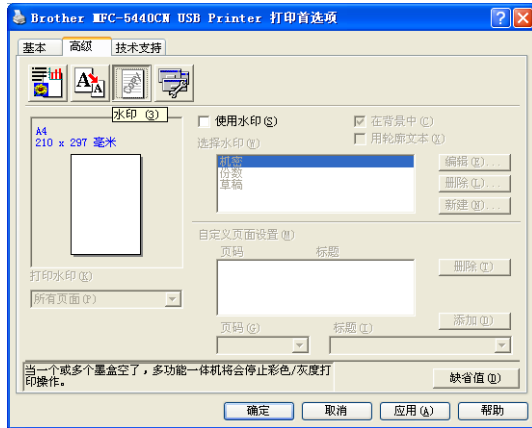 Brother MFC-5440CN USB Printer 打印首选项
基本 高级 技术支持
水印 (3)
A4
210 x 297 毫米
使用水印(S)
在背景中(C)
用轮廓文本(X)
选择水印(W)
机密
份数
草稿
编辑(E)...
删除(L)...
新建(N)...
自定义页面设置(M)
页码 标题
删除(T)
添加(D)
页码(G) 标题(I)
打印水印(K)
所有页面(P)
当一个或多个墨盒空了，多功能一体机将会停止彩色/灰度打
印操作。
缺省值(D)
确定 取消 应用(A) 帮助